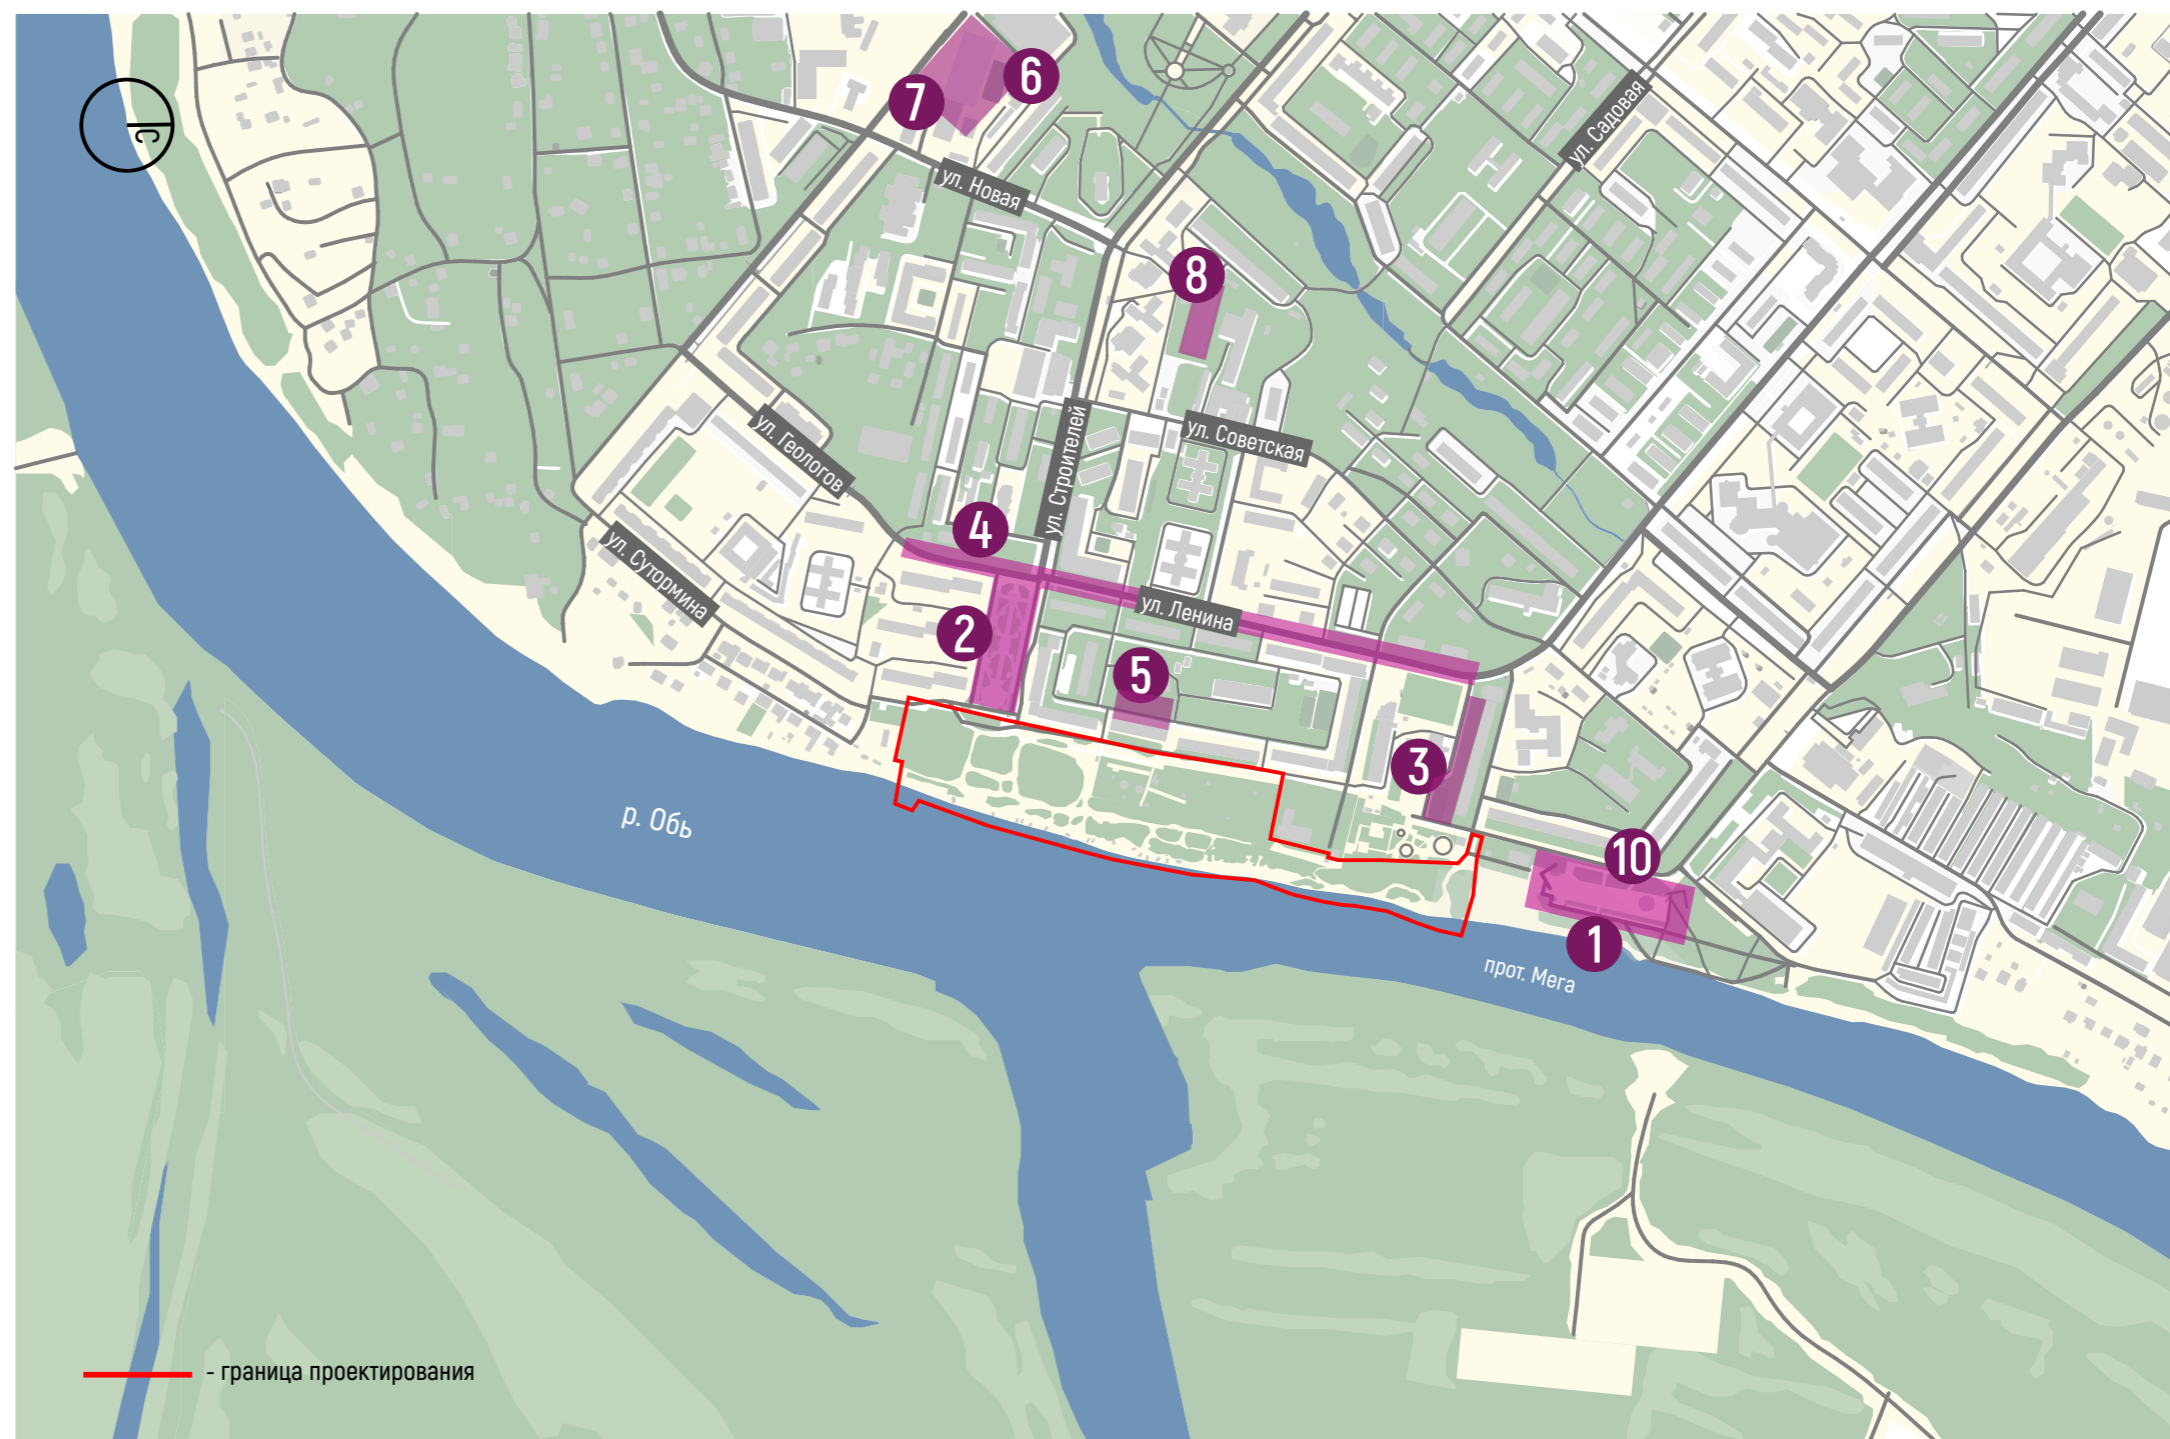 6
7
С
ул. Садовая
ул. Новая
8
ул. Геологов
ул. Строителей
ул. Советская
4
ул. Сутормина
2
ул. Ленина
5
3
р. Обь
10
1
прот. Мега
- граница проектирования